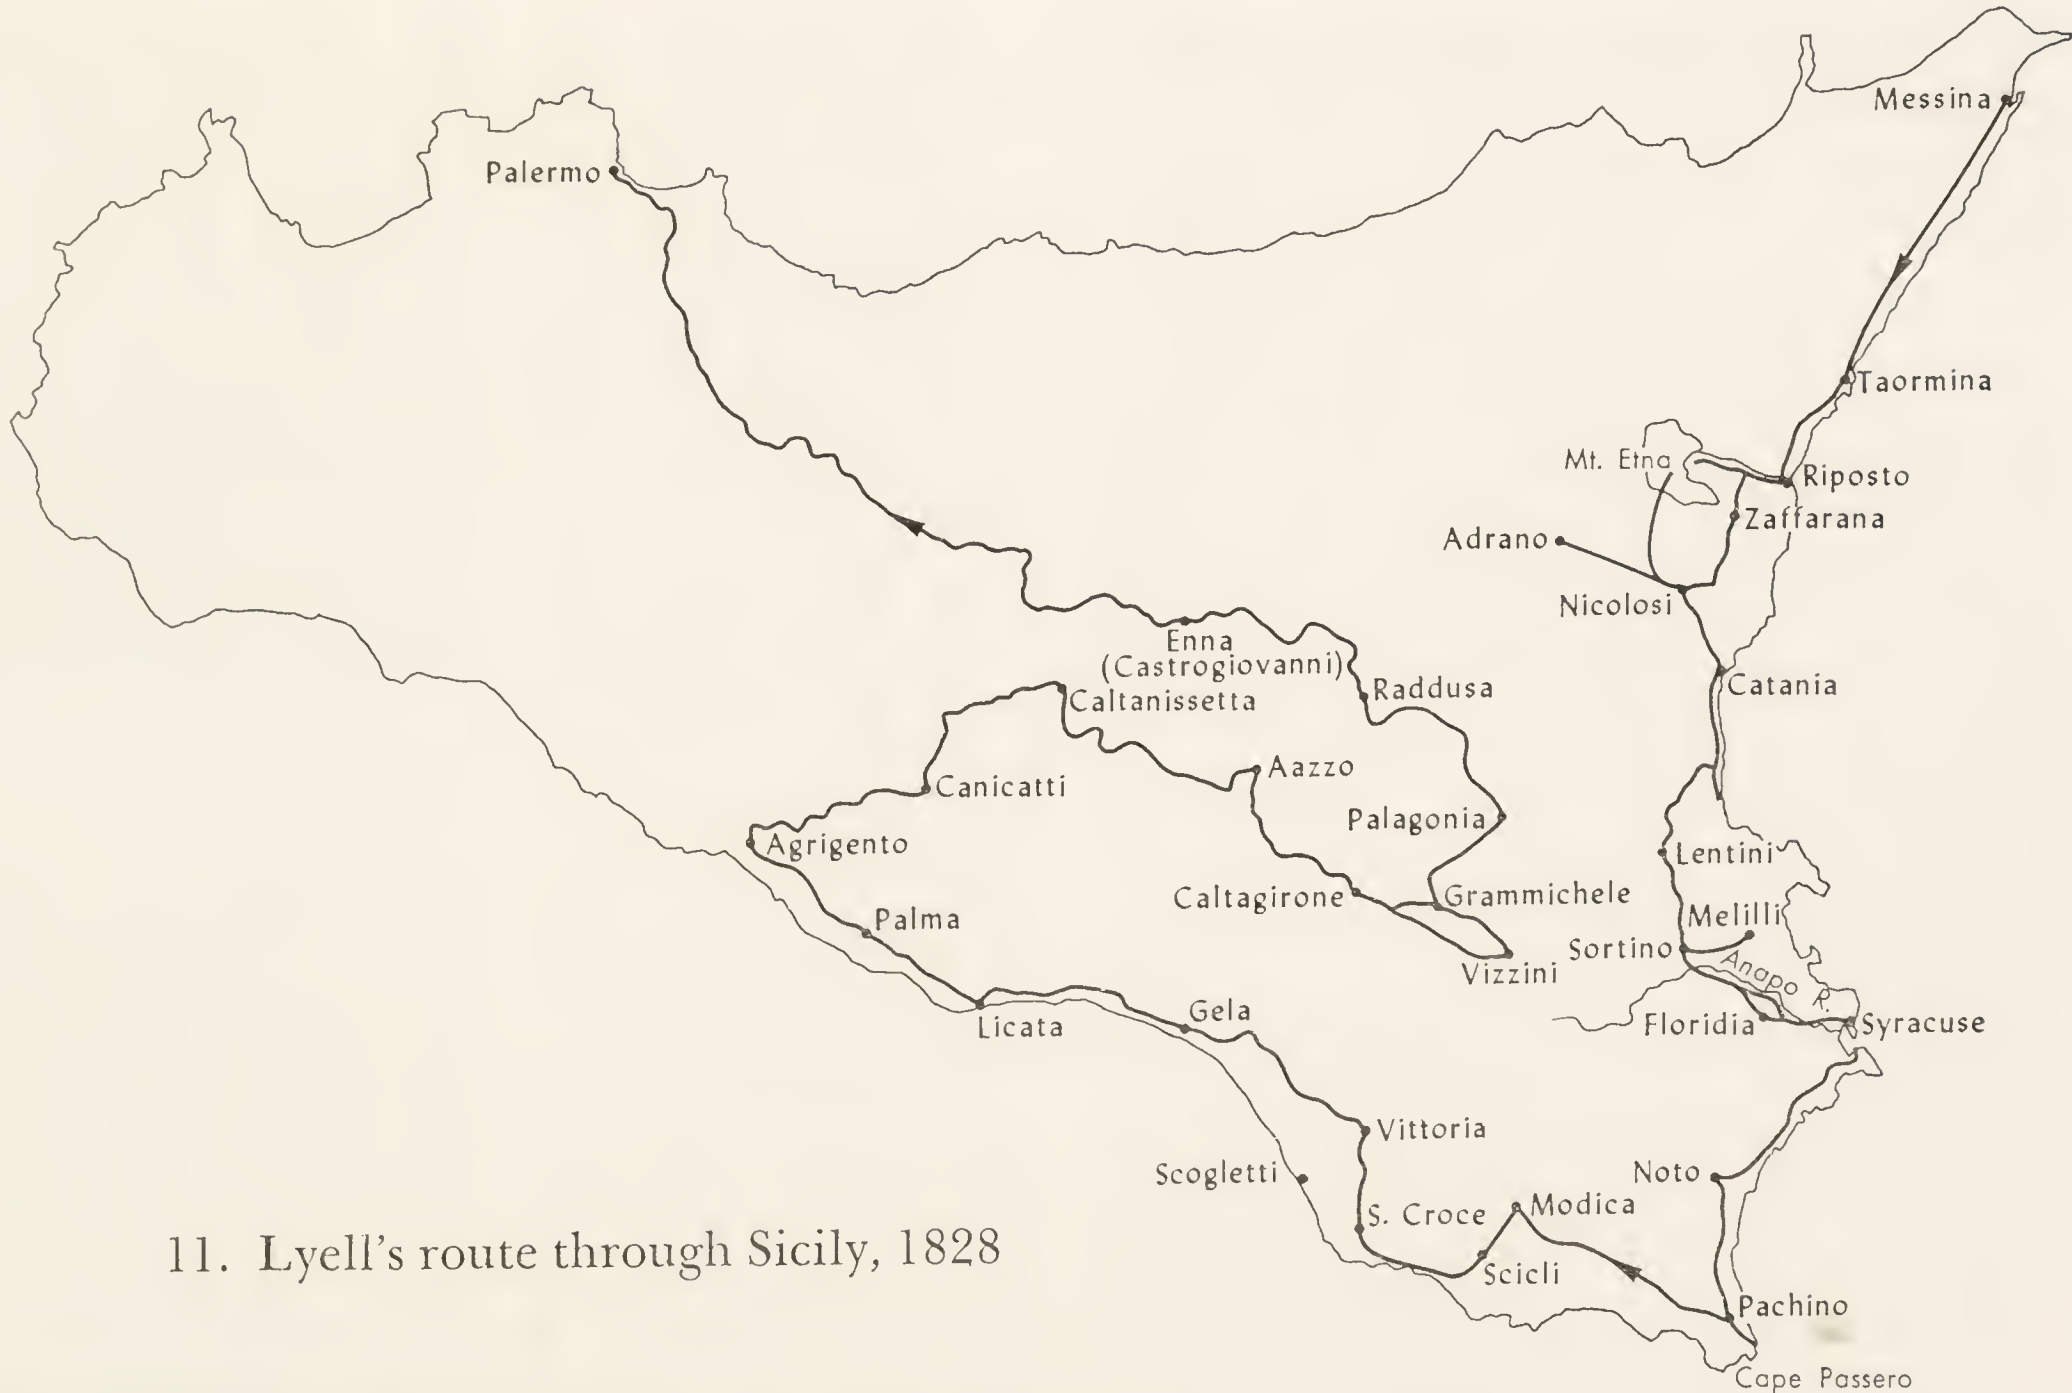 Messina
Palermo
Taormina
Mt. Etna
Riposto
Zaffarana
Adrano
Nicolosi
Enna
(Castrogiovanni)
Raddusa
Catania
Caltanissetta
Aazzo
Canicatti
Palagonia
Agrigento
Lentini
Caltagirone
Grammichele
Palma
Melilli
Sortino
Anapo R.
Vizzini
Gela
Licata
Floridia
Syracuse
Vittoria
Scogletti
Noto
S. Croce
Modica
Scicli
Pachino
Cape Passero
11. Lyell's route through Sicily, 1828